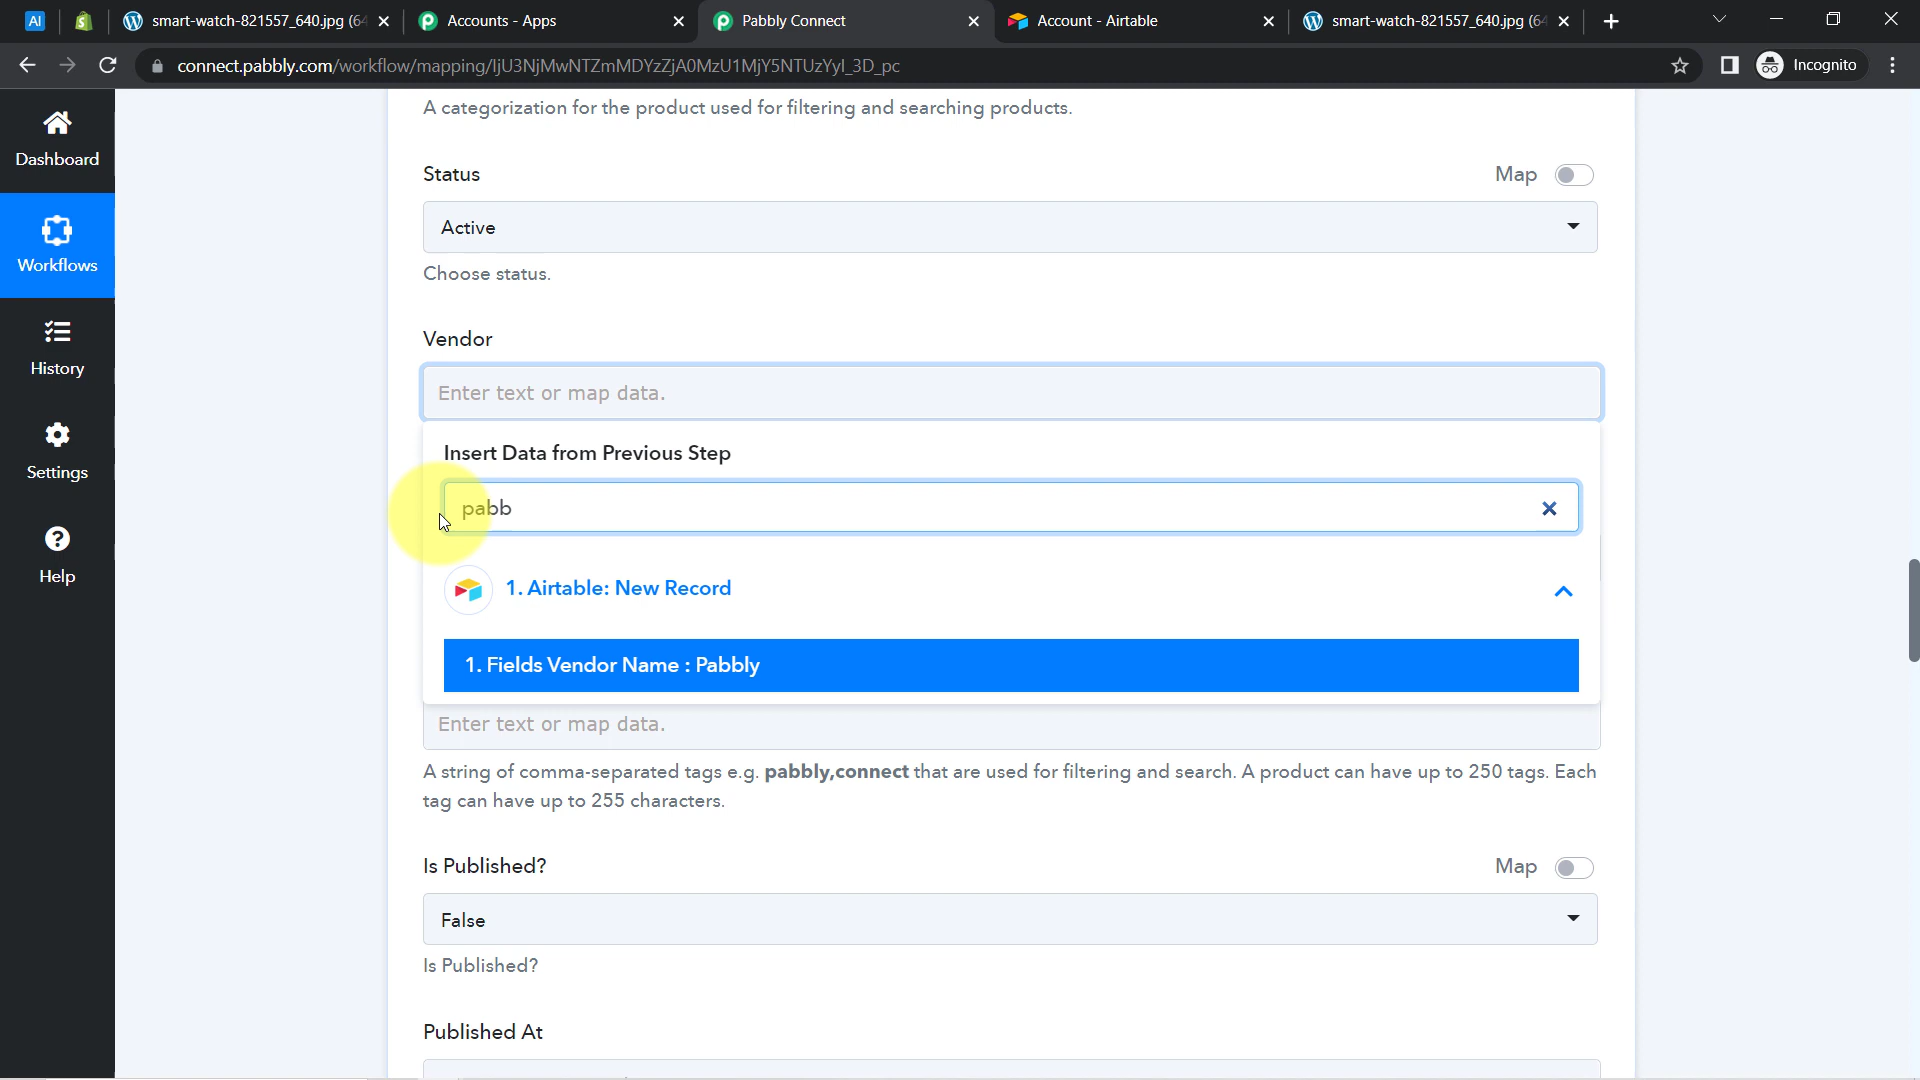 AI
smart-watch-821557_640.jpg (64
Accounts - Apps
Pabbly Connect
Account - Airtable
smart-watch-821557_640.jpg (64
connect.pabbly.com/workflow/mapping/IjU3NjMwNTZmMDYzZjA0MzU1MjY5NTUzYyI_3D_pc
Incognito
Dashboard
Workflows
History
Settings
Help
A categorization for the product used for filtering and searching products.
Status
Map
Active
Choose status.
Vendor
Enter text or map data.
Insert Data from Previous Step
pabb
1. Airtable: New Record
1. Fields Vendor Name : Pabbly
Enter text or map data.
A string of comma-separated tags e.g. pabbly,connect that are used for filtering and search. A product can have up to 250 tags. Each
tag can have up to 255 characters.
Is Published?
Map
False
Is Published?
Published At